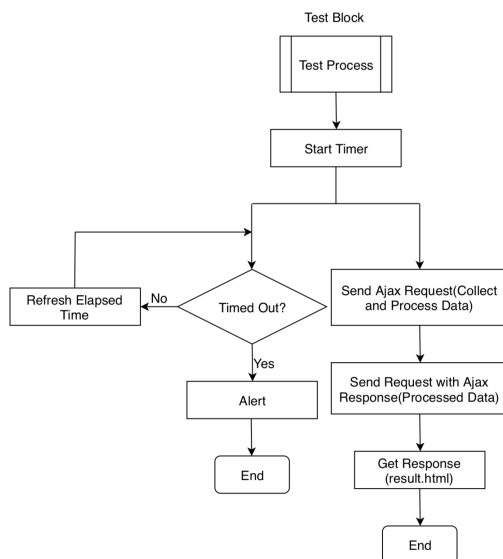 Test Block
Test Process
Start Timer
Refresh Elapsed
Time
No
Timed Out?
Send Ajax Request(Collect
and Process Data)
Yes
Alert
Send Request with Ajax
Response(Processed Data)
End
Get Response
(result.html)
End